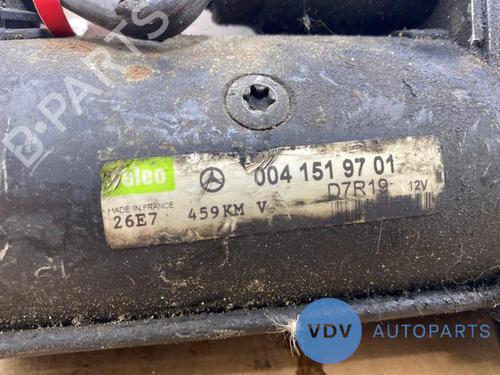 B-PARTS
Valeo
004 151 97 01
D7R19 12V
MADE IN FRANCE
26E7 459KM V
VDV AUTOPARTS